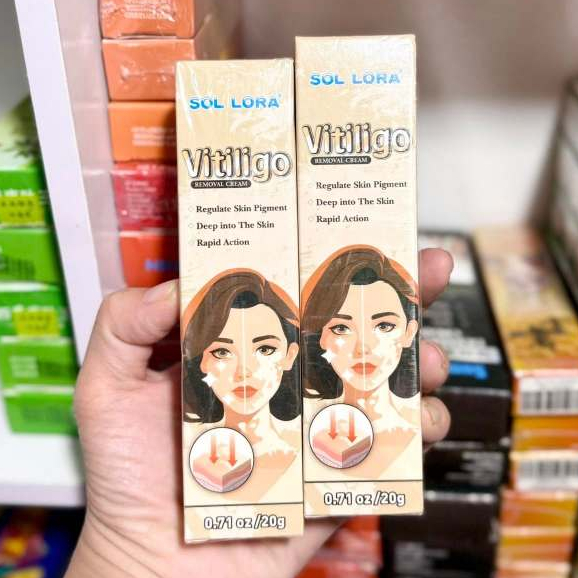 SOL LORA
Vitiligo
REMOVAL CREAM
Regulate Skin Pigment
Deep into The Skin
Rapid Action
0.71 oz/20g
SOL LORA
Vitiligo
REMOVAL CREAM
Regulate Skin Pigment
Deep into The Skin
Rapid Action
0.71 oz/20g